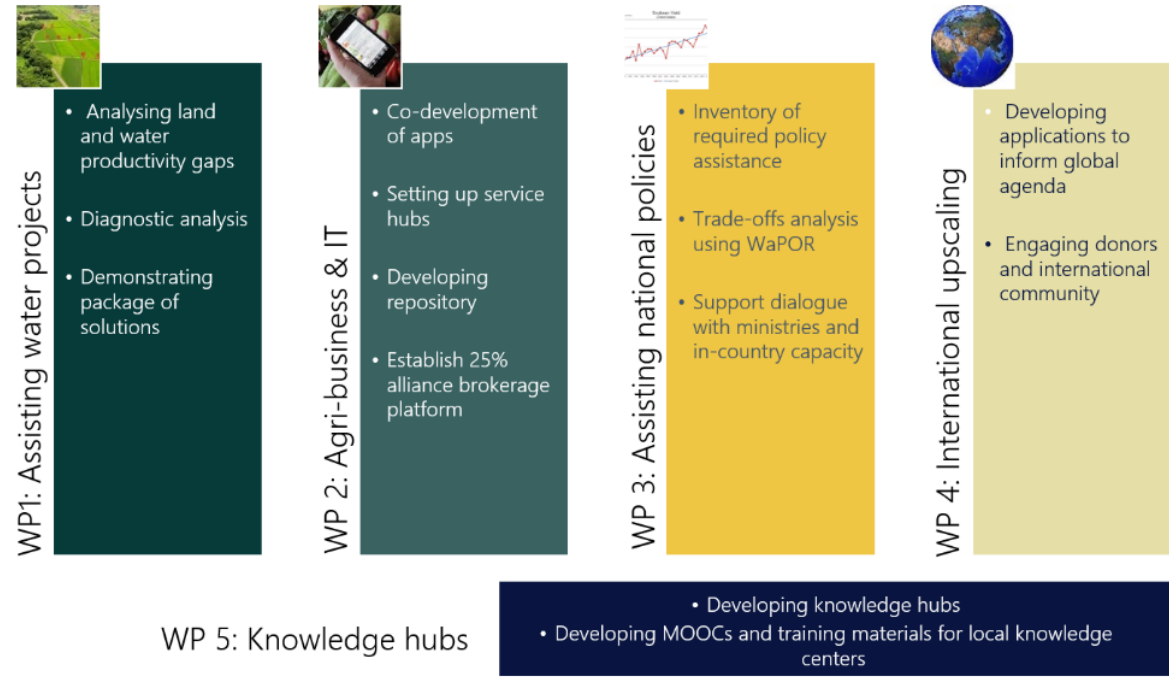 WP1: Assisting water projects
• Analysing land
and water
productivity gaps
• Diagnostic analysis
• Demonstrating
package of
solutions
WP 2: Agri-business & IT
• Co-development
of apps
• Setting up service
hubs
• Developing
repository
• Establish 25%
alliance brokerage
platform
WP 3: Assisting national policies
• Inventory of
required policy
assistance
• Trade-offs analysis
using WaPOR
• Support dialogue
with ministries and
in-country capacity
WP 4: International upscaling
• Developing
applications to
inform global
agenda
• Engaging donors
and international
community
WP 5: Knowledge hubs
• Developing knowledge hubs
• Developing MOOCs and training materials for local knowledge
centers